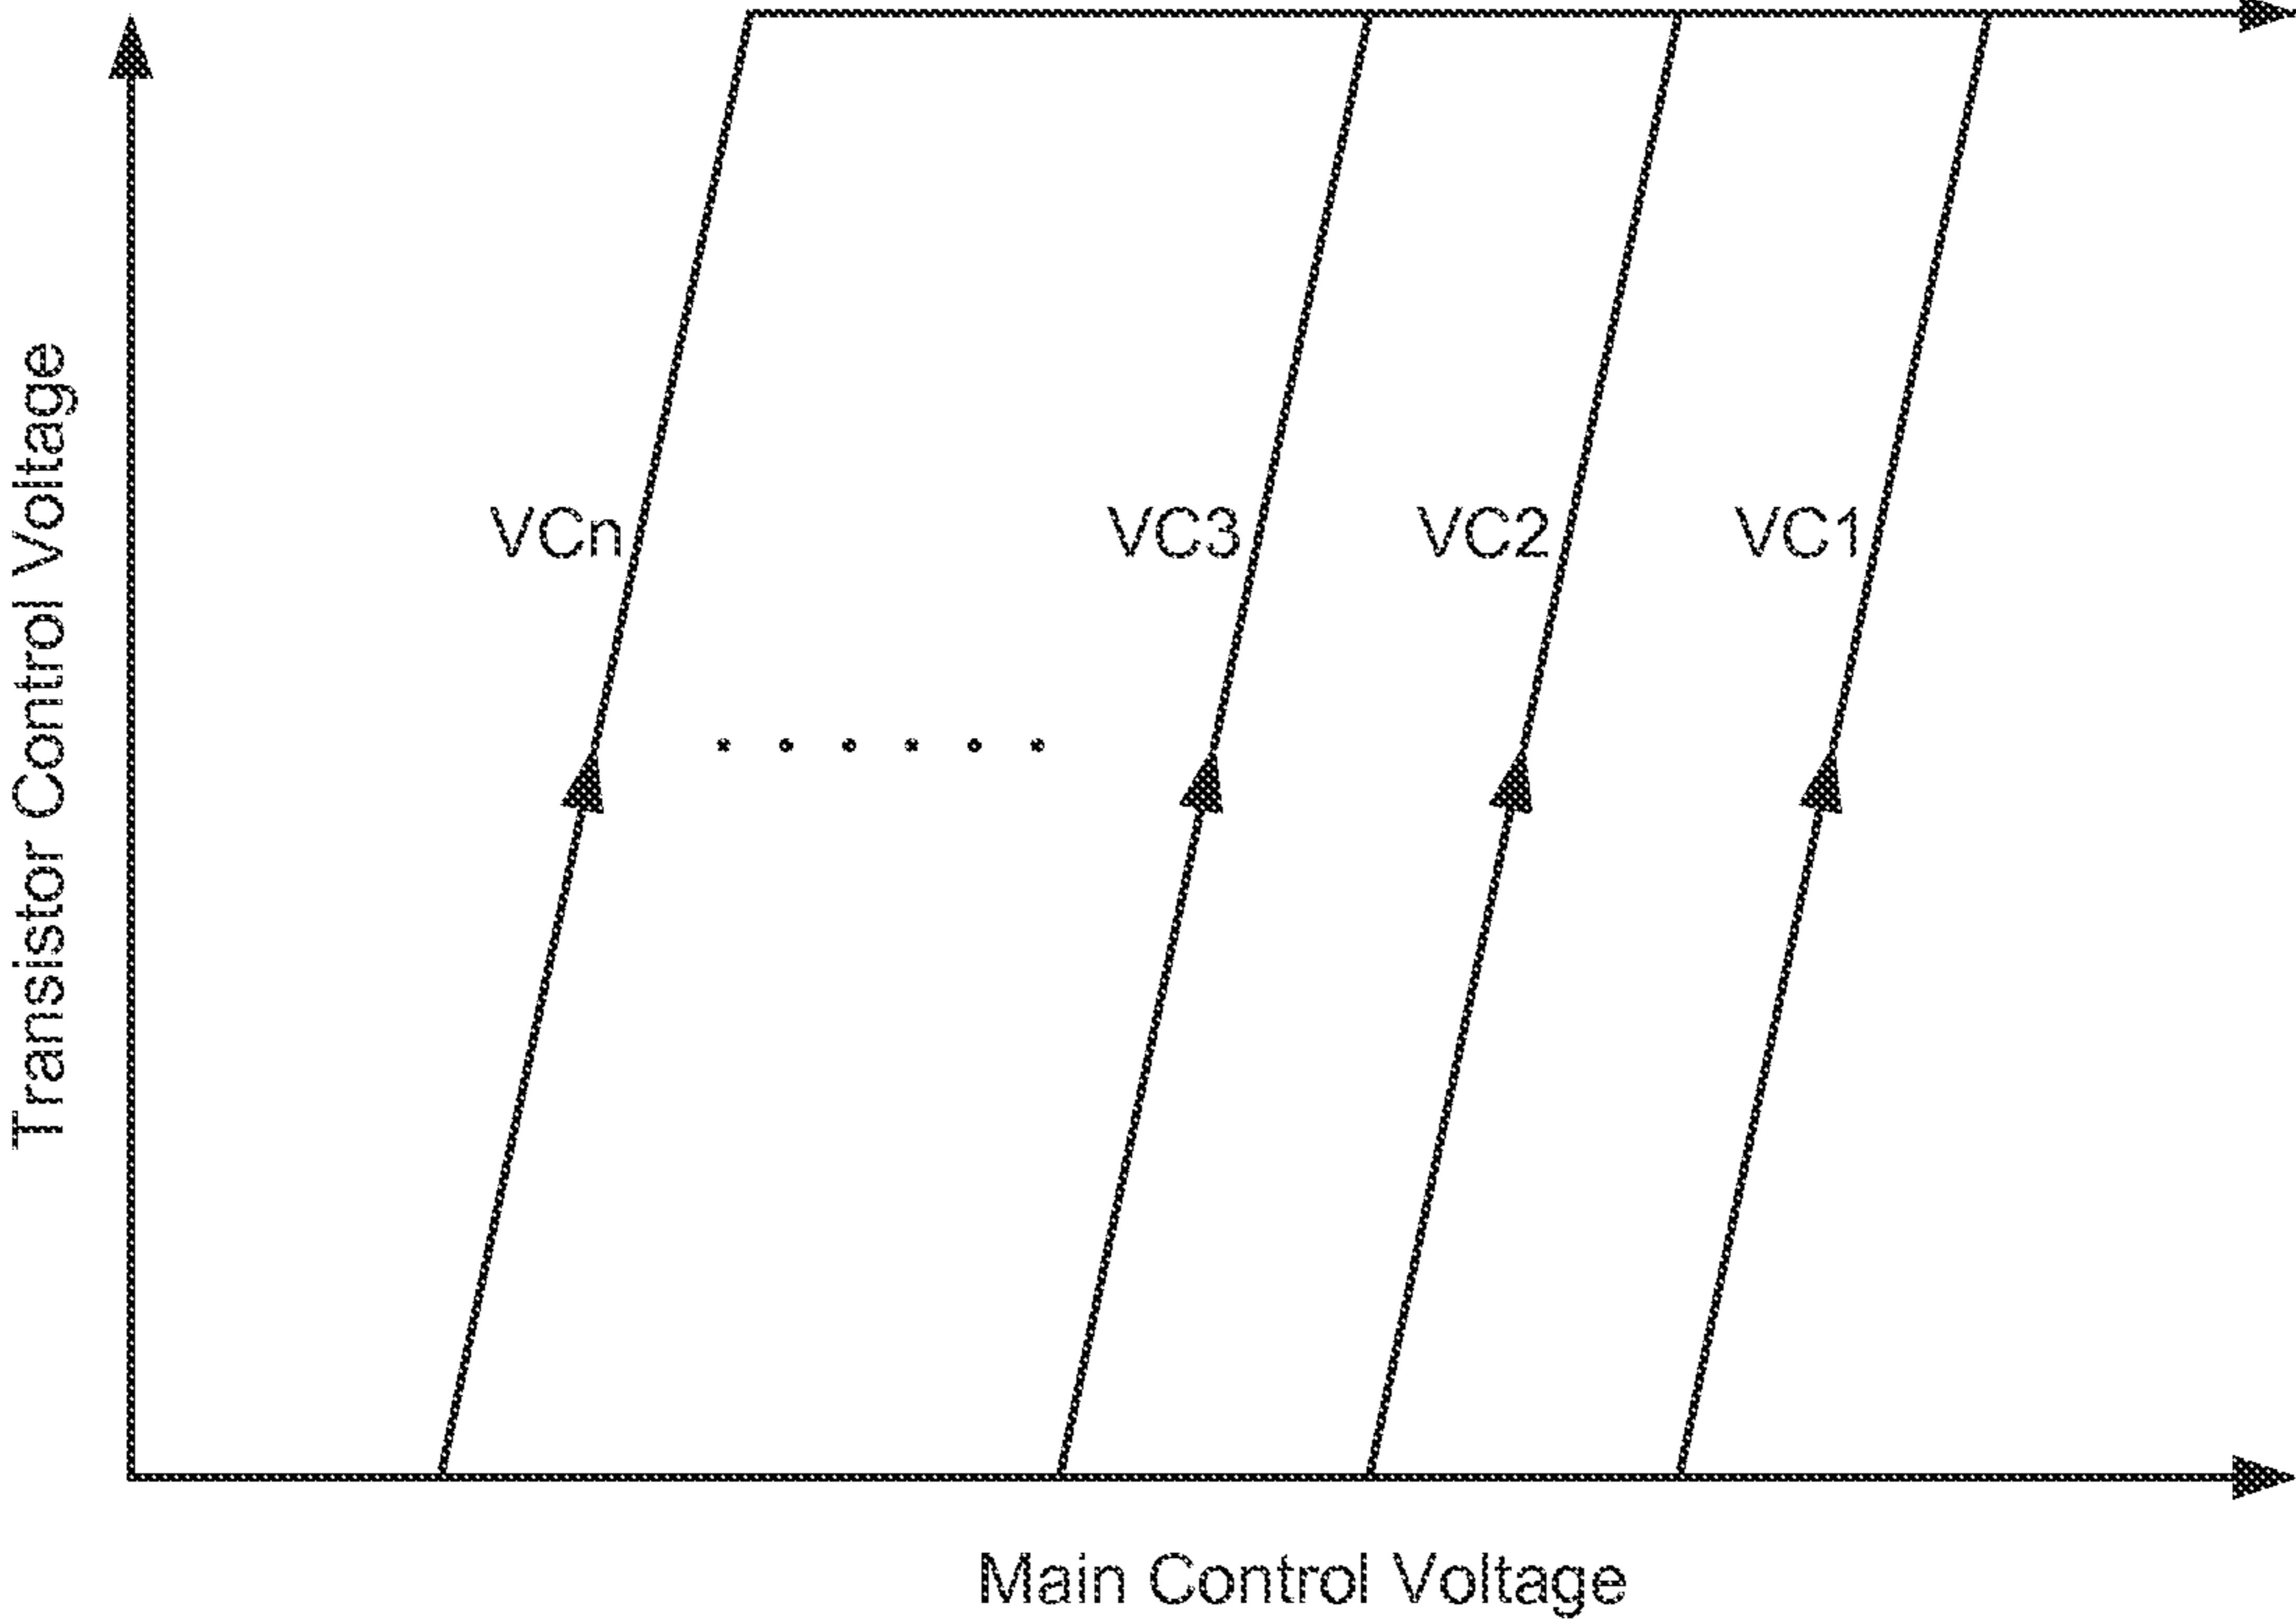 Transistor Control Voltage
VCn
VC3
VC2
VC1
Main Control Voltage